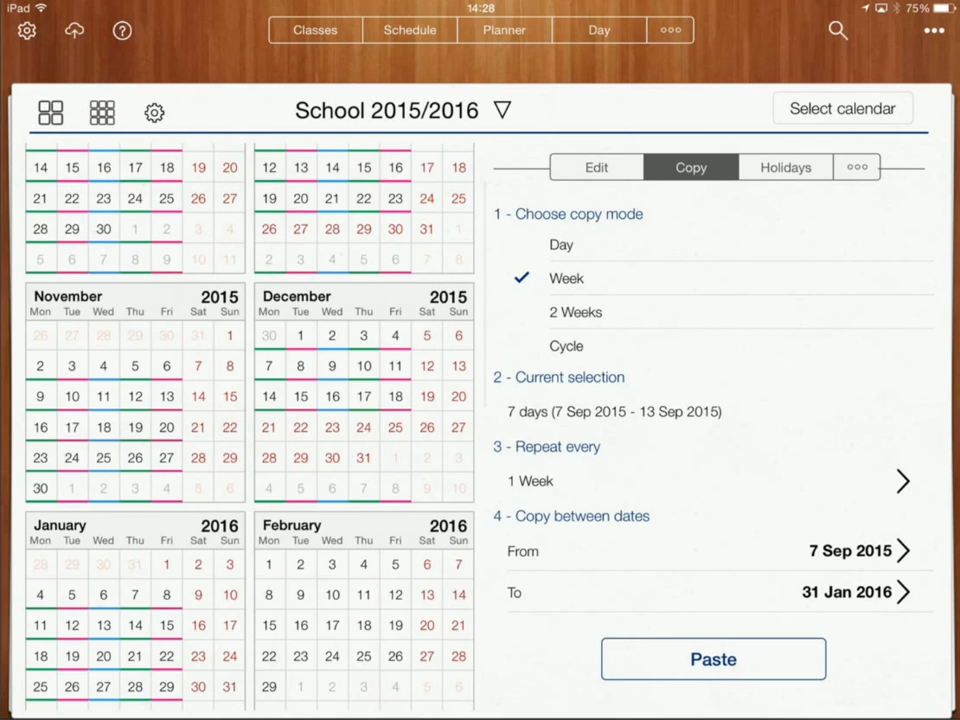 iPad 14:28 75%
Classes Schedule Planner Day
School 2015/2016 Select calendar
14 15 16 17 18 19 20
21 22 23 24 25 26 27
28 29 30 1 2 3 4
5 6 7 8 9 10 11
12 13 14 15 16 17 18
19 20 21 22 23 24 25
26 27 28 29 30 31 1
2 3 4 5 6 7 8
November 2015
Mon Tue Wed Thu Fri Sat Sun
26 27 28 29 30 31 1
2 3 4 5 6 7 8
9 10 11 12 13 14 15
16 17 18 19 20 21 22
23 24 25 26 27 28 29
30 1 2 3 4 5 6
December 2015
Mon Tue Wed Thu Fri Sat Sun
30 1 2 3 4 5 6
7 8 9 10 11 12 13
14 15 16 17 18 19 20
21 22 23 24 25 26 27
28 29 30 31 1 2 3
4 5 6 7 8 9 10
January 2016
Mon Tue Wed Thu Fri Sat Sun
28 29 30 31 1 2 3
4 5 6 7 8 9 10
11 12 13 14 15 16 17
18 19 20 21 22 23 24
25 26 27 28 29 30 31
February 2016
Mon Tue Wed Thu Fri Sat Sun
1 2 3 4 5 6 7
8 9 10 11 12 13 14
15 16 17 18 19 20 21
22 23 24 25 26 27 28
29 1 2 3 4 5 6
Edit Copy Holidays
1 - Choose copy mode
Day
Week
2 Weeks
Cycle
2 - Current selection
7 days (7 Sep 2015 - 13 Sep 2015)
3 - Repeat every
1 Week
4 - Copy between dates
From 7 Sep 2015
To 31 Jan 2016
Paste